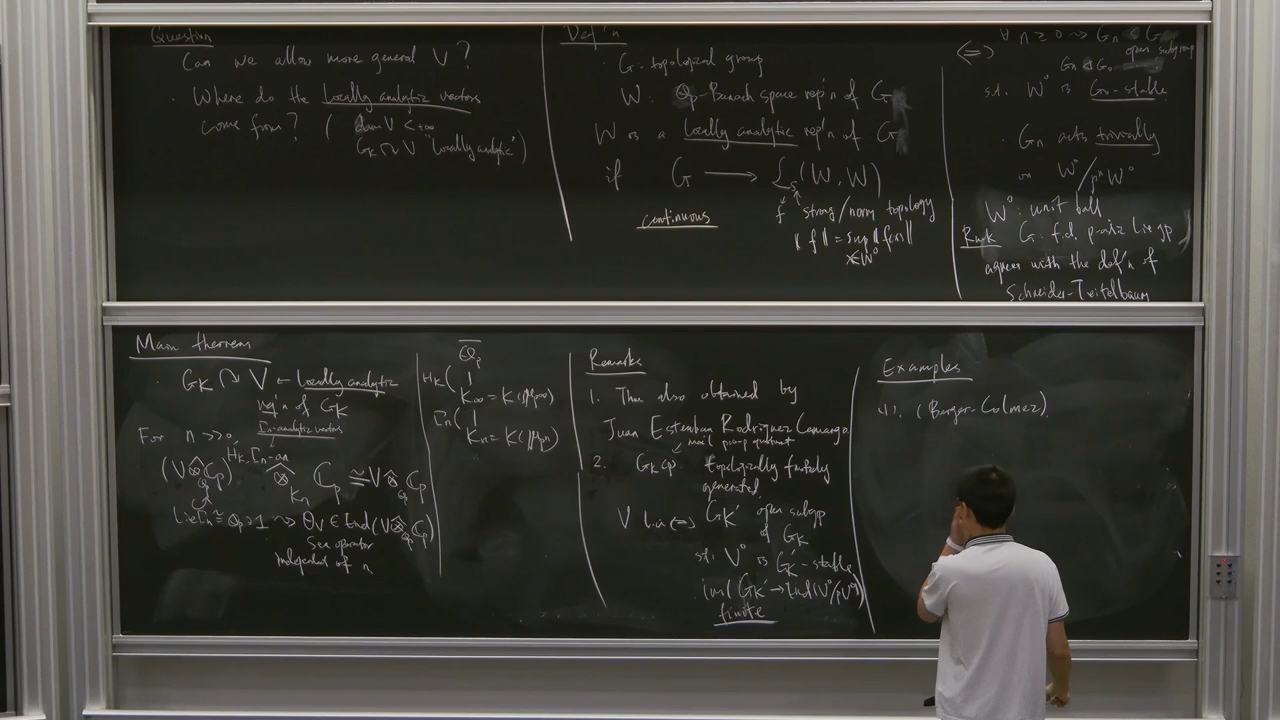 Question
Can we allow more general V?
· Where do the locally analytic vectors
come from? ( dim V < +∞
G_K ↷ V "locally analytic")
Def'n
· G - topological group
W: Q_p-Banach space rep'n of G
W is a locally analytic rep'n of G
if G ⟶ L_s(W, W)
continuous
f strong/norm topology
‖f‖ = sup ‖f(x)‖
x∈W°
⟺ ∀ n ≥ 0 ⇝ G_n ≤ G
open subgroup
G_n ◁ G_0
s.t. W° is G_n-stable
· G_n acts trivially
on W°/p^n W°
W°: unit ball
Rmk G: f.d. p-adic Lie gp
agrees with the def'n of
Schneider-Teitelbaum
Main theorem
· G_K ↷ V ← locally analytic
rep'n of G_K
Γ_n-analytic vectors
For n >> 0
(V ⊗̂_{Q_p} C_p)^{H_K, Γ_n-an} ⊗̂_{K_n} C_p ≅ V ⊗̂_{Q_p} C_p
Lie Γ_n ≅ Q_p ∋ 1 ⇝ Θ_V ∈ End(V ⊗̂_{Q_p} C_p)
Sen operator
independent of n
Q̄_p
H_K ( |
K_∞ = K(μ_{p^∞})
Γ_n ( |
K_n = K(μ_{p^n})
Remarks
1. Thm also obtained by
Juan Esteban Rodríguez Camargo
2. G_K(p) ↙ max'l pro-p quotient
topologically finitely
generated
V l.an ⟺ G_K' open subgp
of G_K
s.t. V° is G_K'-stable
im(G_K' → End(V°/pV°))
finite
Examples
1). (Berger-Colmez).